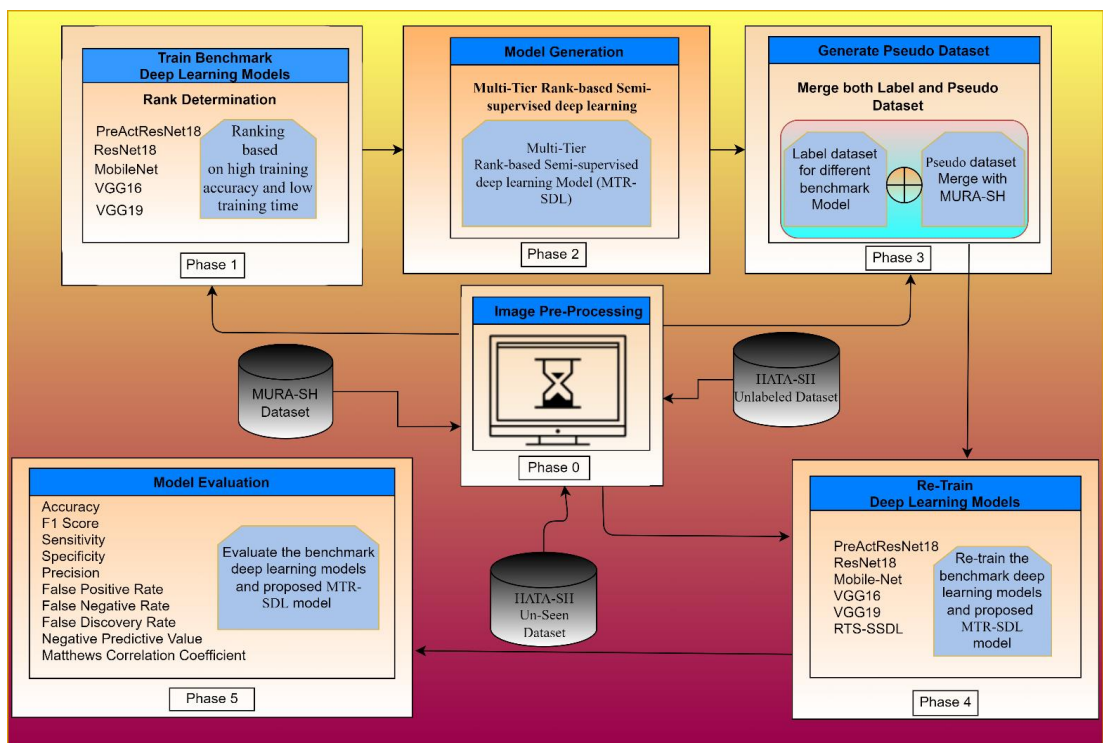 Train Benchmark
Deep Learning Models
Rank Determination
PreActResNet18
ResNet18
MobileNet
VGG16
VGG19
Ranking
based
on high training
accuracy and low
training time
Phase 1
Model Generation
Multi-Tier Rank-based Semi-
supervised deep learning
Multi-Tier
Rank-based Semi-supervised
deep learning Model (MTR-
SDL)
Phase 2
Generate Pseudo Dataset
Merge both Label and Pseudo
Dataset
Label dataset
for different
benchmark
Model
Pseudo dataset
Merge with
MURA-SH
Phase 3
Image Pre-Processing
Phase 0
MURA-SH
Dataset
HATA-SH
Unlabeled Dataset
HATA-SH
Un-Seen
Dataset
Model Evaluation
Accuracy
F1 Score
Sensitivity
Specificity
Precision
False Positive Rate
False Negative Rate
False Discovery Rate
Negative Predictive Value
Matthews Correlation Coefficient
Evaluate the benchmark
deep learning models
and proposed MTR-
SDL model
Phase 5
Re-Train
Deep Learning Models
PreActResNet18
ResNet18
Mobile-Net
VGG16
VGG19
RTS-SSDL
Re-train the
benchmark deep
learning models
and proposed
MTR-SDL
model
Phase 4